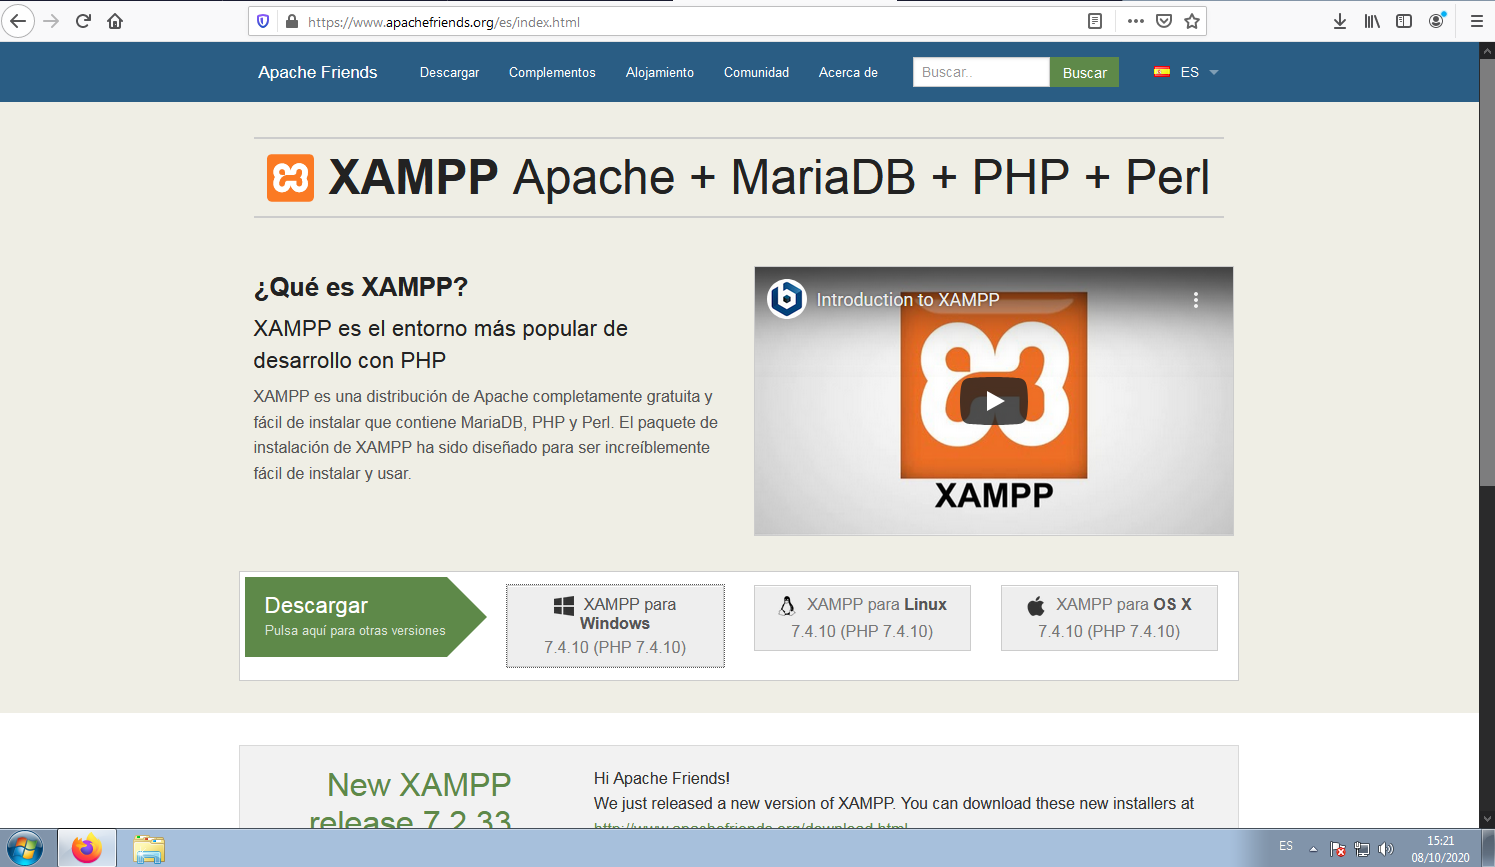 https://www.apachefriends.org/es/index.html
Apache Friends Descargar Complementos Alojamiento Comunidad Acerca de Buscar.. Buscar ES
XAMPP Apache + MariaDB + PHP + Perl
¿Qué es XAMPP?
XAMPP es el entorno más popular de
desarrollo con PHP
XAMPP es una distribución de Apache completamente gratuita y
fácil de instalar que contiene MariaDB, PHP y Perl. El paquete de
instalación de XAMPP ha sido diseñado para ser increíblemente
fácil de instalar y usar.
Introduction to XAMPP
XAMPP
Descargar
Pulsa aquí para otras versiones
XAMPP para
Windows
7.4.10 (PHP 7.4.10)
XAMPP para Linux
7.4.10 (PHP 7.4.10)
XAMPP para OS X
7.4.10 (PHP 7.4.10)
New XAMPP
release 7.2.33
Hi Apache Friends!
We just released a new version of XAMPP. You can download these new installers at
http://www.apachefriends.org/download.html
ES
15:21
08/10/2020